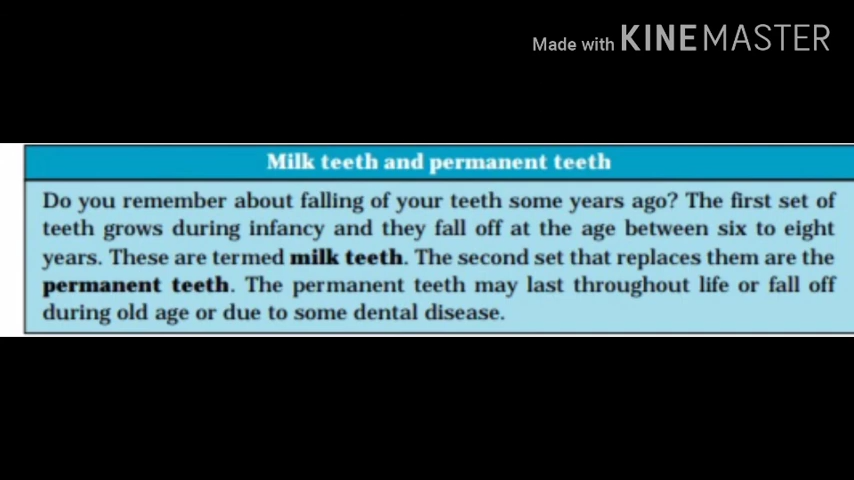 Made with KINEMASTER
Milk teeth and permanent teeth
Do you remember about falling of your teeth some years ago? The first set of
teeth grows during infancy and they fall off at the age between six to eight
years. These are termed milk teeth. The second set that replaces them are the
permanent teeth. The permanent teeth may last throughout life or fall off
during old age or due to some dental disease.